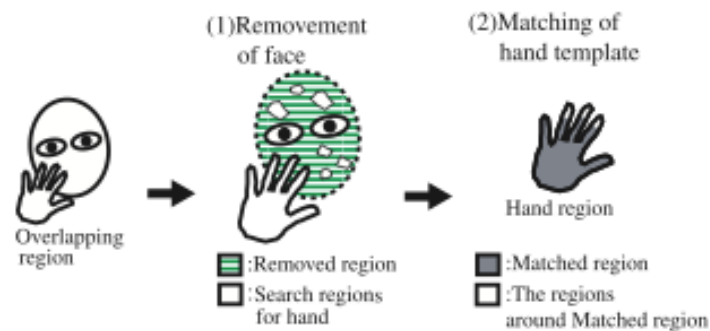 (1)Removement
of face
(2)Matching of
hand template
Overlapping
region
Hand region
:Removed region
:Search regions
for hand
:Matched region
:The regions
around Matched region